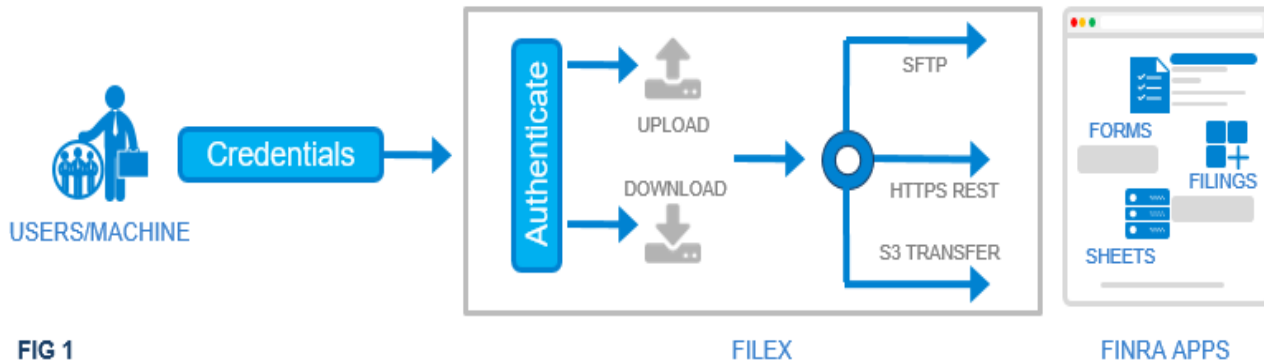 USERS/MACHINE
Credentials
Authenticate
UPLOAD
DOWNLOAD
SFTP
HTTPS REST
S3 TRANSFER
FORMS
FILINGS
SHEETS
FIG 1
FILEX
FINRA APPS